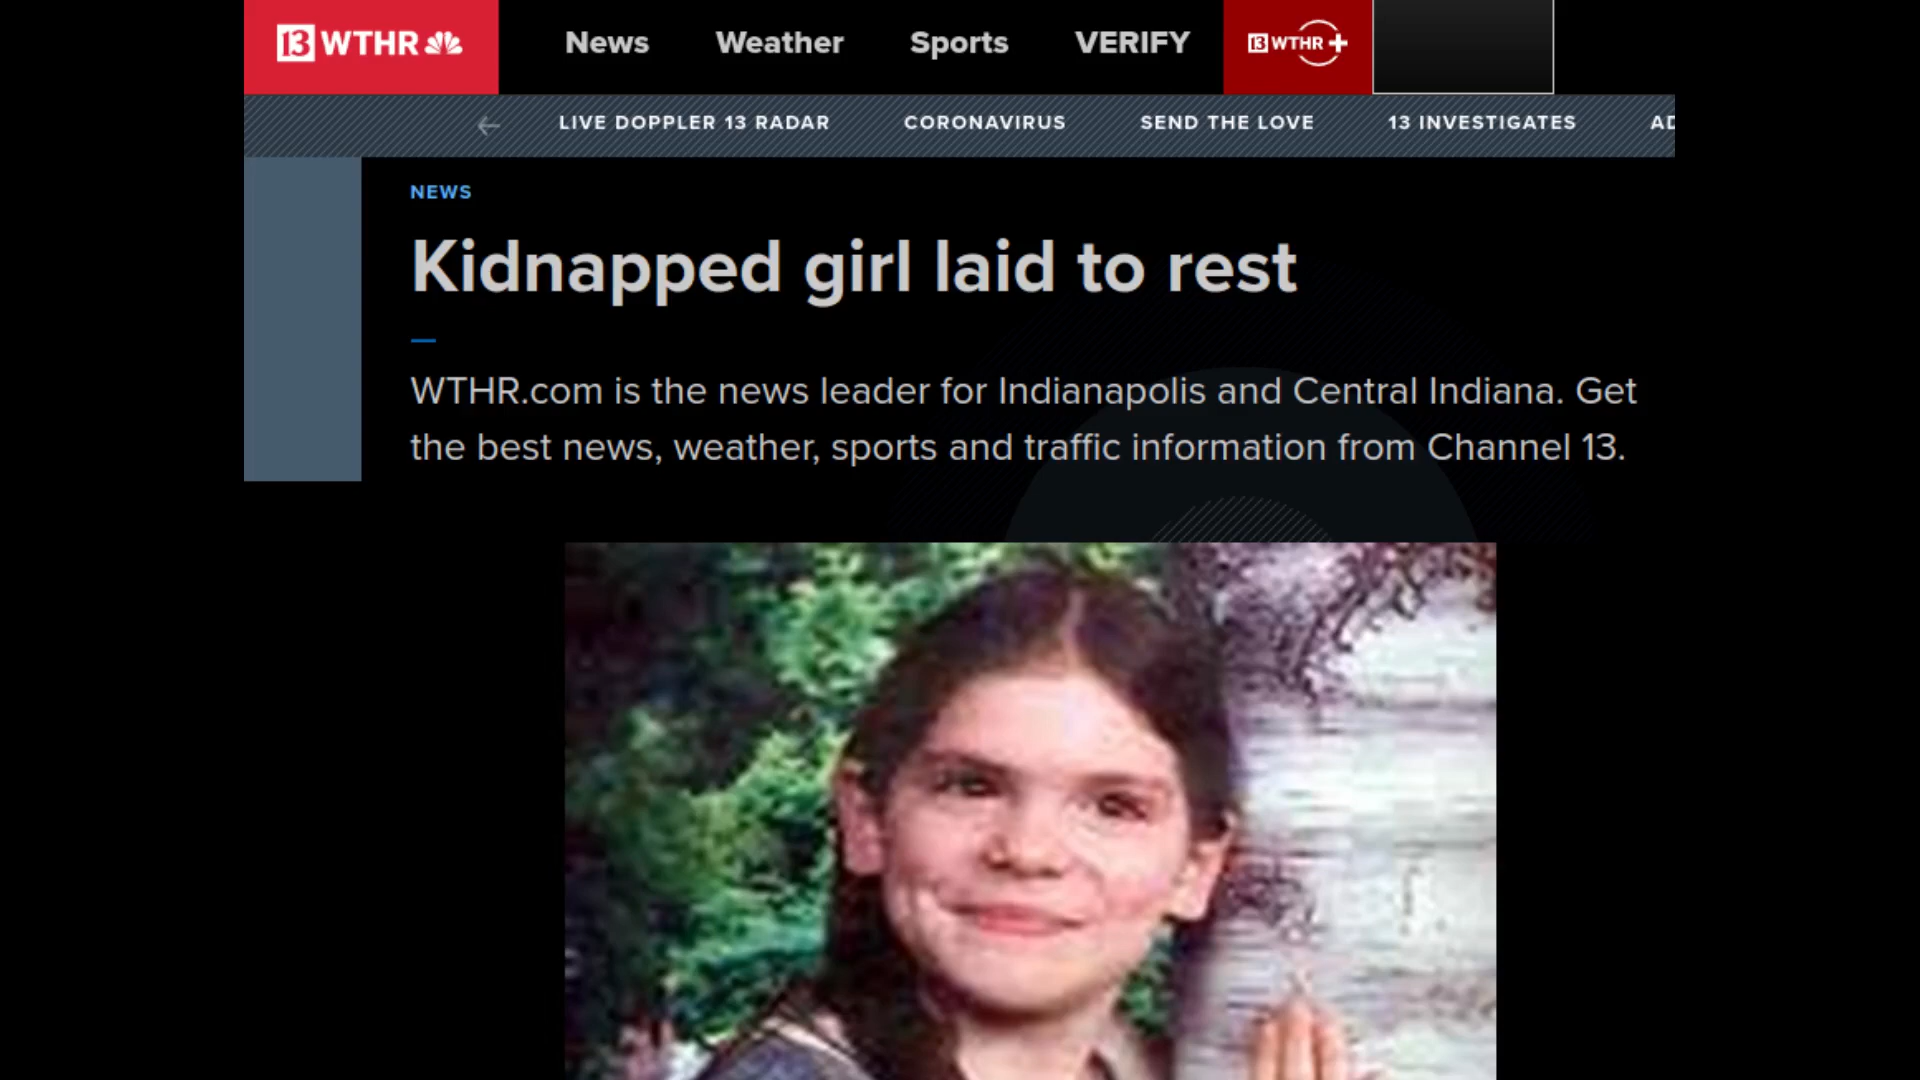 13 WTHR
News
Weather
Sports
VERIFY
13 WTHR +
LIVE DOPPLER 13 RADAR
CORONAVIRUS
SEND THE LOVE
13 INVESTIGATES
AD
NEWS
Kidnapped girl laid to rest
WTHR.com is the news leader for Indianapolis and Central Indiana. Get
the best news, weather, sports and traffic information from Channel 13.